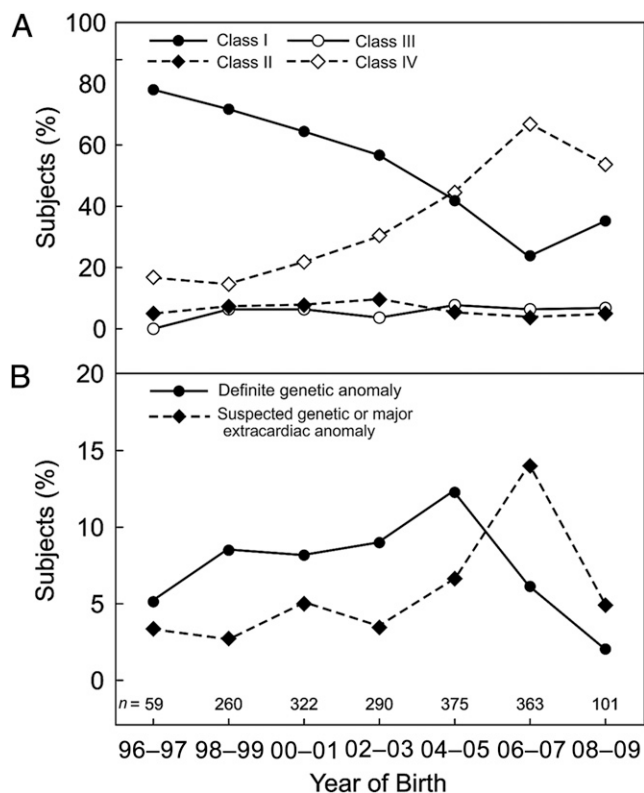 A
100
80
60
40
20
0
Subjects (%)
Class I
Class III
Class II
Class IV
B
20
15
10
5
0
Subjects (%)
Definite genetic anomaly
Suspected genetic or major
extracardiac anomaly
n = 59 260 322 290 375 363 101
96–97 98–99 00–01 02–03 04–05 06–07 08–09
Year of Birth